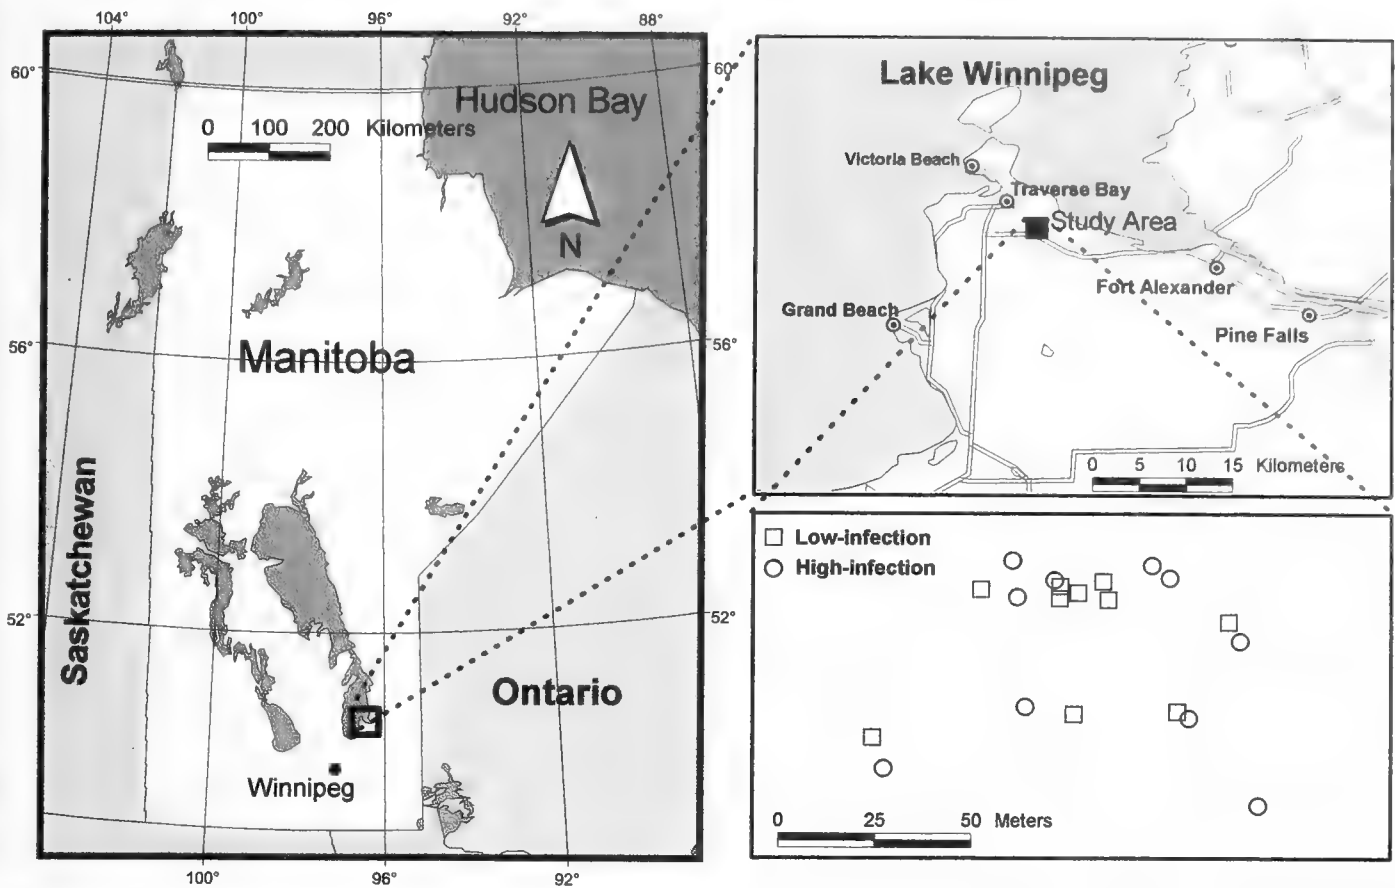 104°
100°
96°
92°
88°
60°
60°
Hudson Bay
0 100 200 Kilometers
N
56°
56°
Manitoba
Saskatchewan
52°
52°
Ontario
Winnipeg
100°
96°
92°
Lake Winnipeg
Victoria Beach
Traverse Bay
Study Area
Fort Alexander
Grand Beach
Pine Falls
0 5 10 15 Kilometers
Low-infection
High-infection
0 25 50 Meters